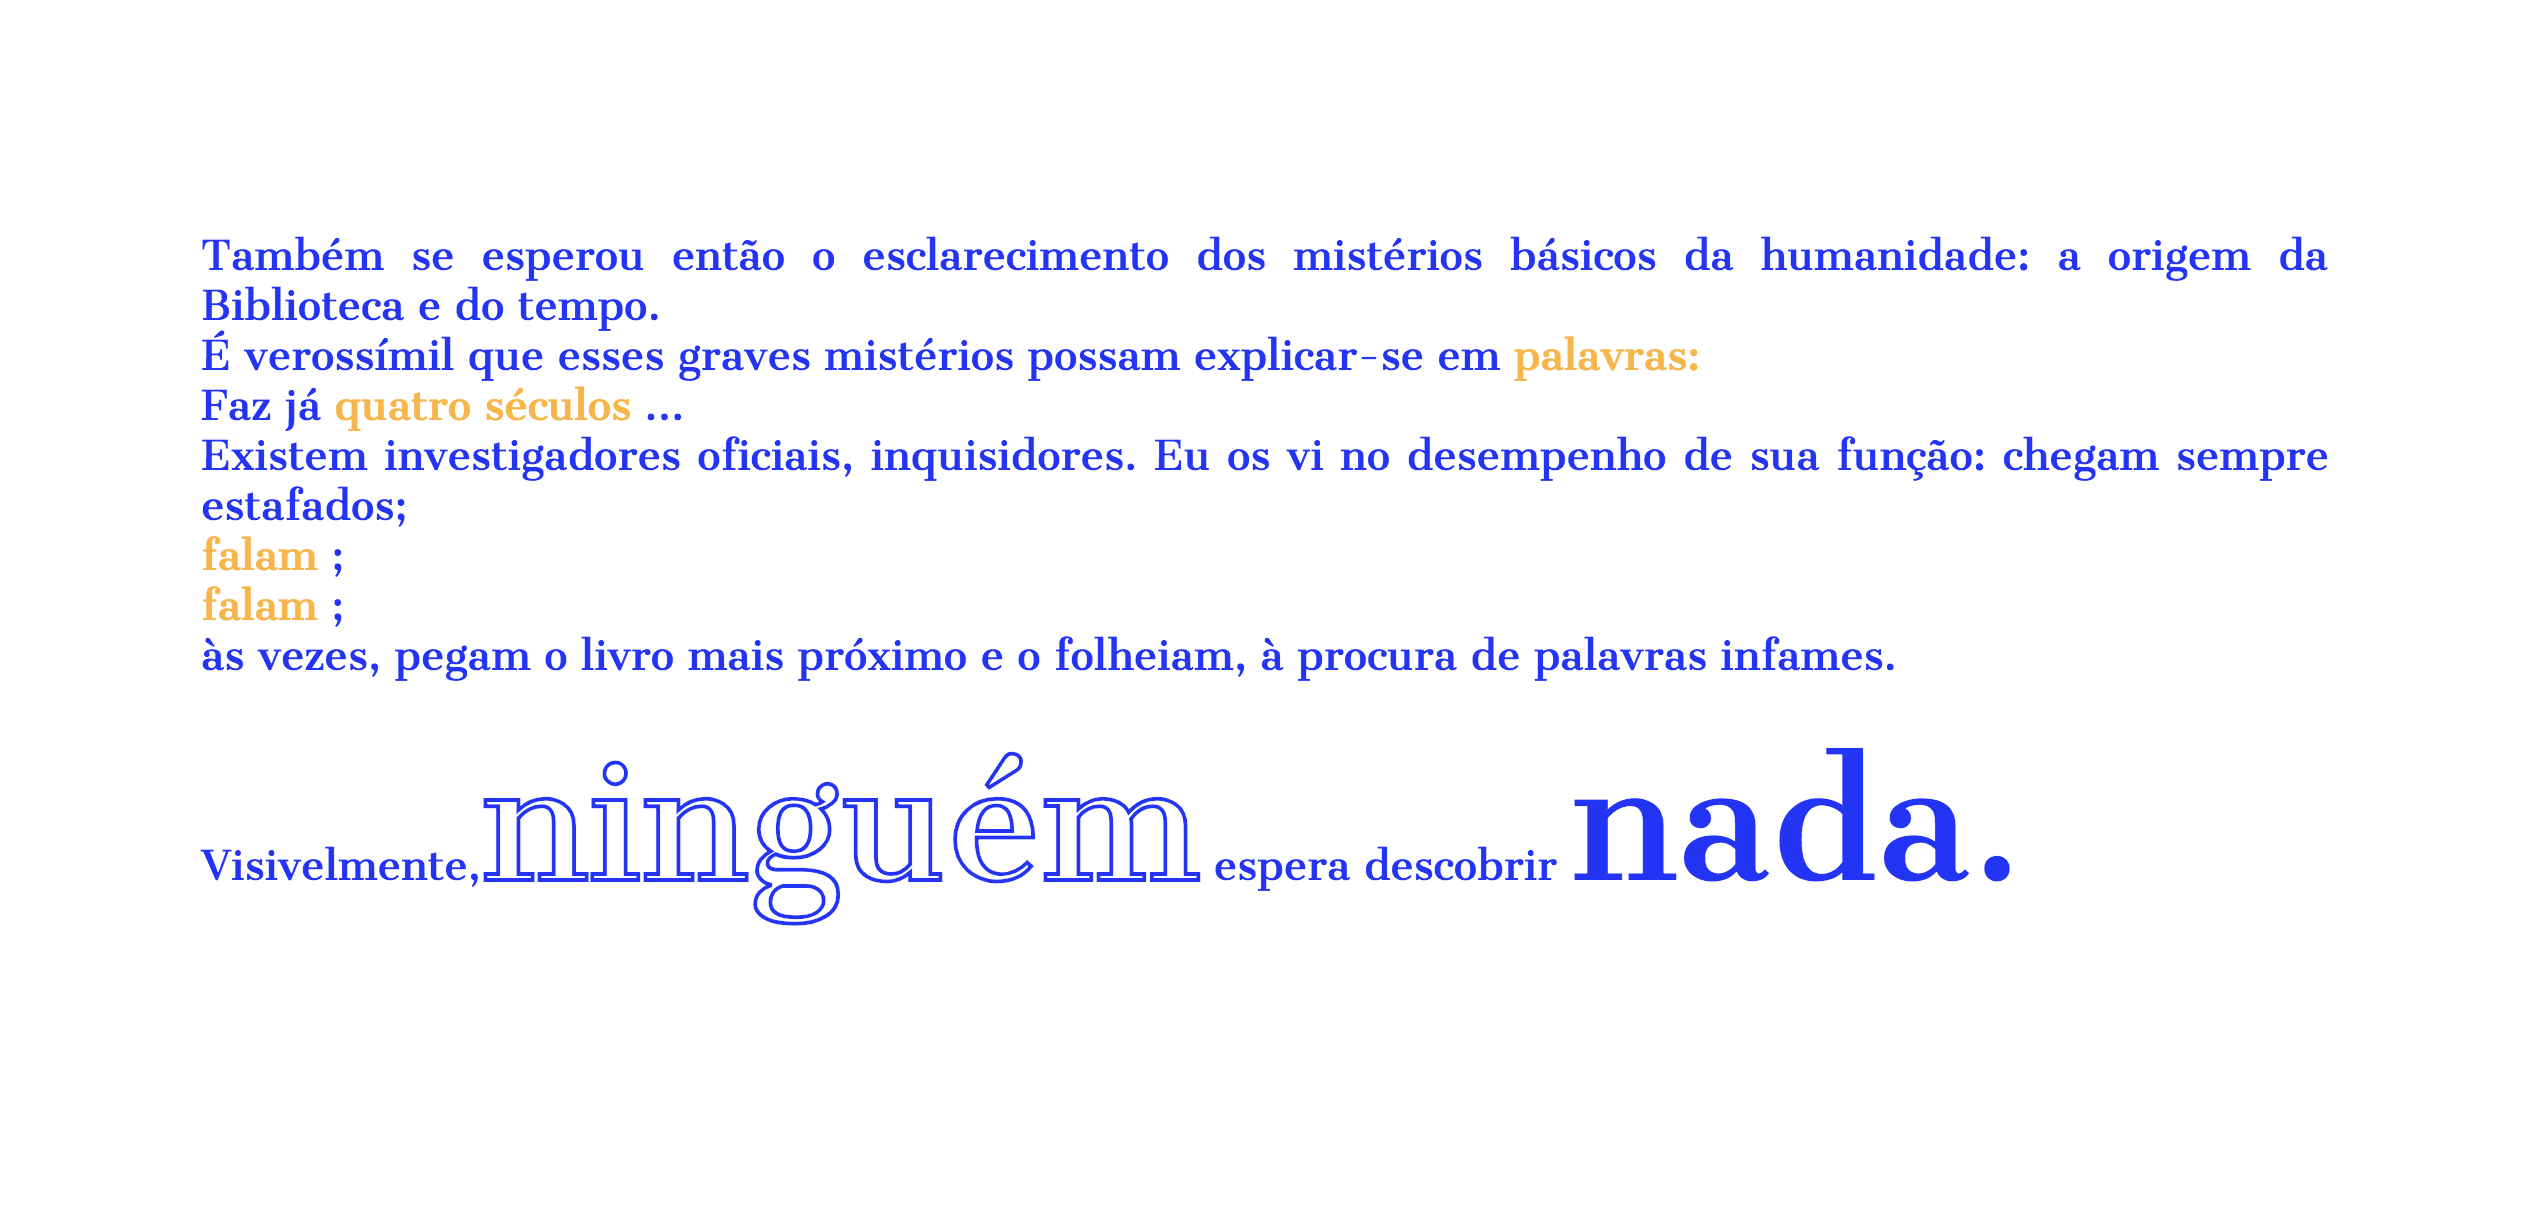 Também se esperou então o esclarecimento dos mistérios básicos da humanidade: a origem da
Biblioteca e do tempo.
É verossímil que esses graves mistérios possam explicar-se em palavras:
Faz já quatro séculos ...
Existem investigadores oficiais, inquisidores. Eu os vi no desempenho de sua função: chegam sempre
estafados;
falam ;
falam ;
às vezes, pegam o livro mais próximo e o folheiam, à procura de palavras infames.
Visivelmente, ninguém espera descobrir nada.